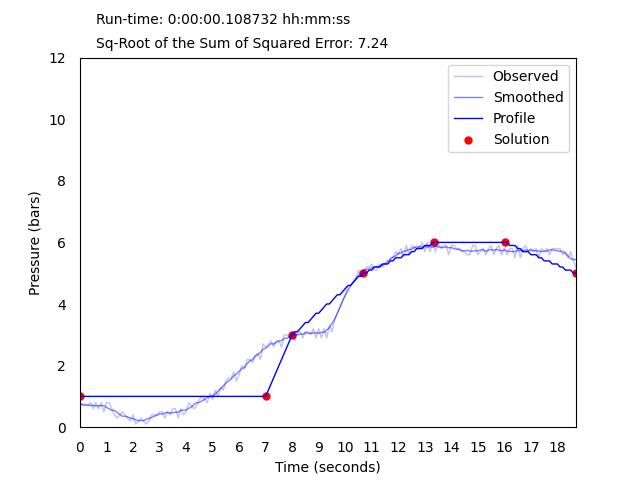 Run-time: 0:00:00.108732 hh:mm:ss
Sq-Root of the Sum of Squared Error: 7.24
Observed
Smoothed
Profile
Solution
12
10
8
6
4
2
0
Pressure (bars)
0 1 2 3 4 5 6 7 8 9 10 11 12 13 14 15 16 17 18
Time (seconds)